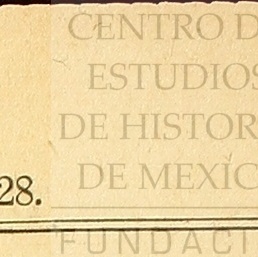 CENTRO D
ESTUDIOS
DE HISTOR
DE MEXIC
28.
FUNDACI